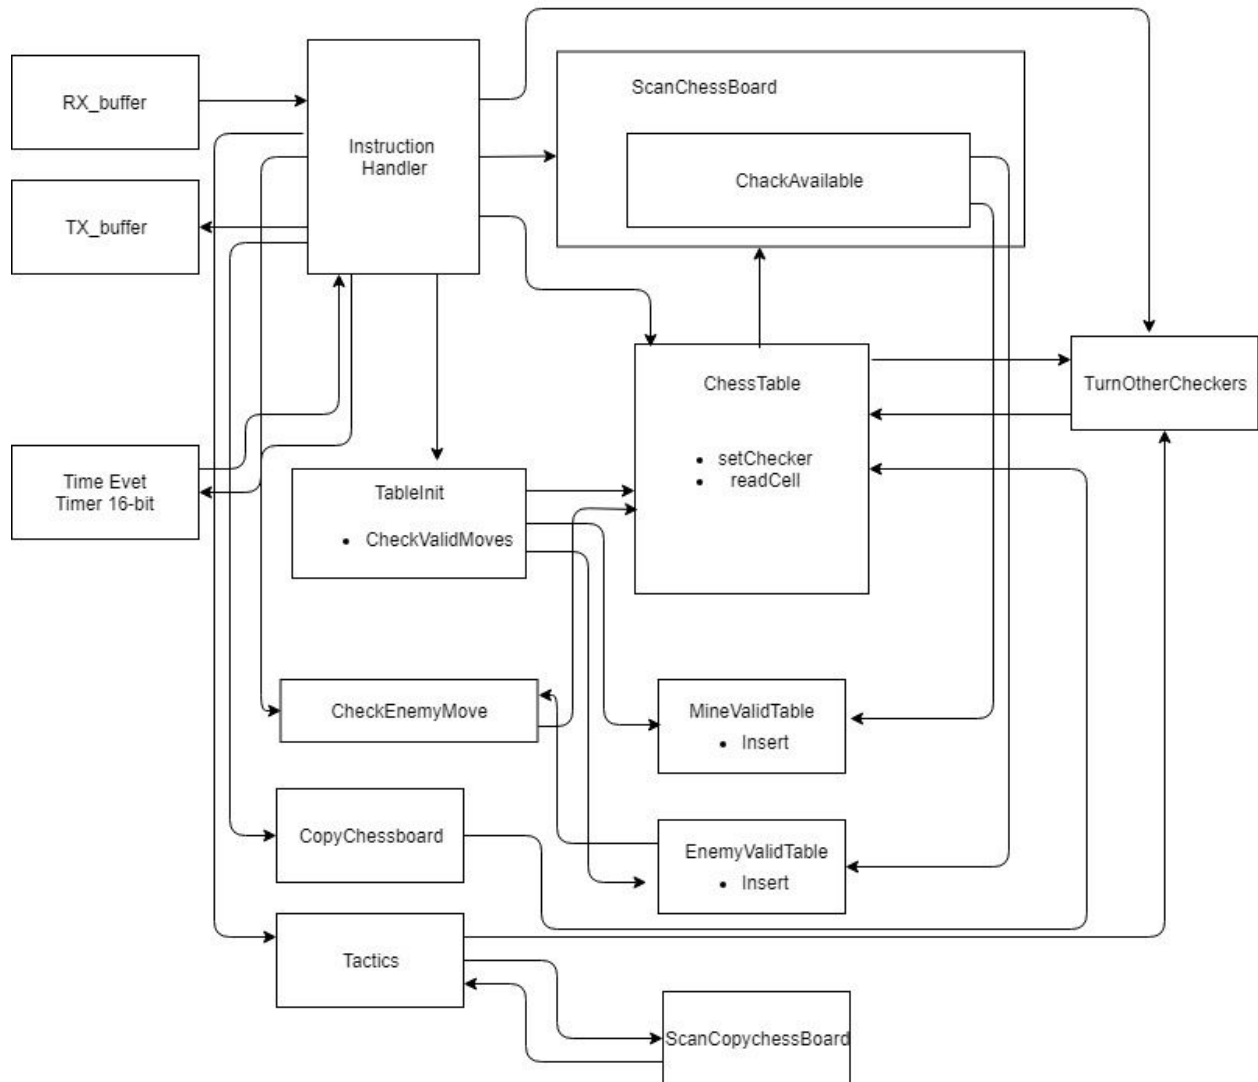 RX_buffer
TX_buffer
Instruction
Handler
ScanChessBoard
ChackAvailable
ChessTable
• setChecker
• readCell
TurnOtherCheckers
Time Evet
Timer 16-bit
TableInit
• CheckValidMoves
CheckEnemyMove
MineValidTable
• Insert
CopyChessboard
EnemyValidTable
• Insert
Tactics
ScanCopychessBoard